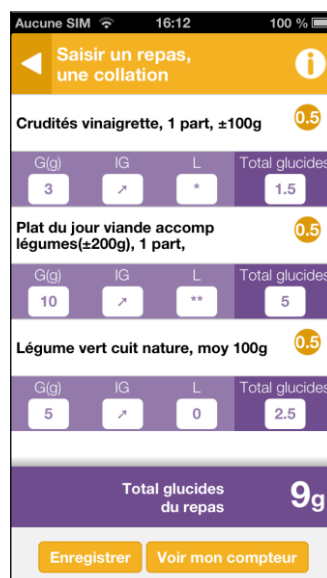 Aucune SIM 16:12 100 %
Saisir un repas,
une collation
Crudités vinaigrette, 1 part, ±100g 0.5
G(g) IG L Total glucides
3 ↗ * 1.5
Plat du jour viande accomp
légumes(±200g), 1 part, 0.5
G(g) IG L Total glucides
10 ↗ ** 5
Légume vert cuit nature, moy 100g 0.5
G(g) IG L Total glucides
5 ↗ 0 2.5
Total glucides
du repas 9g
Enregistrer Voir mon compteur